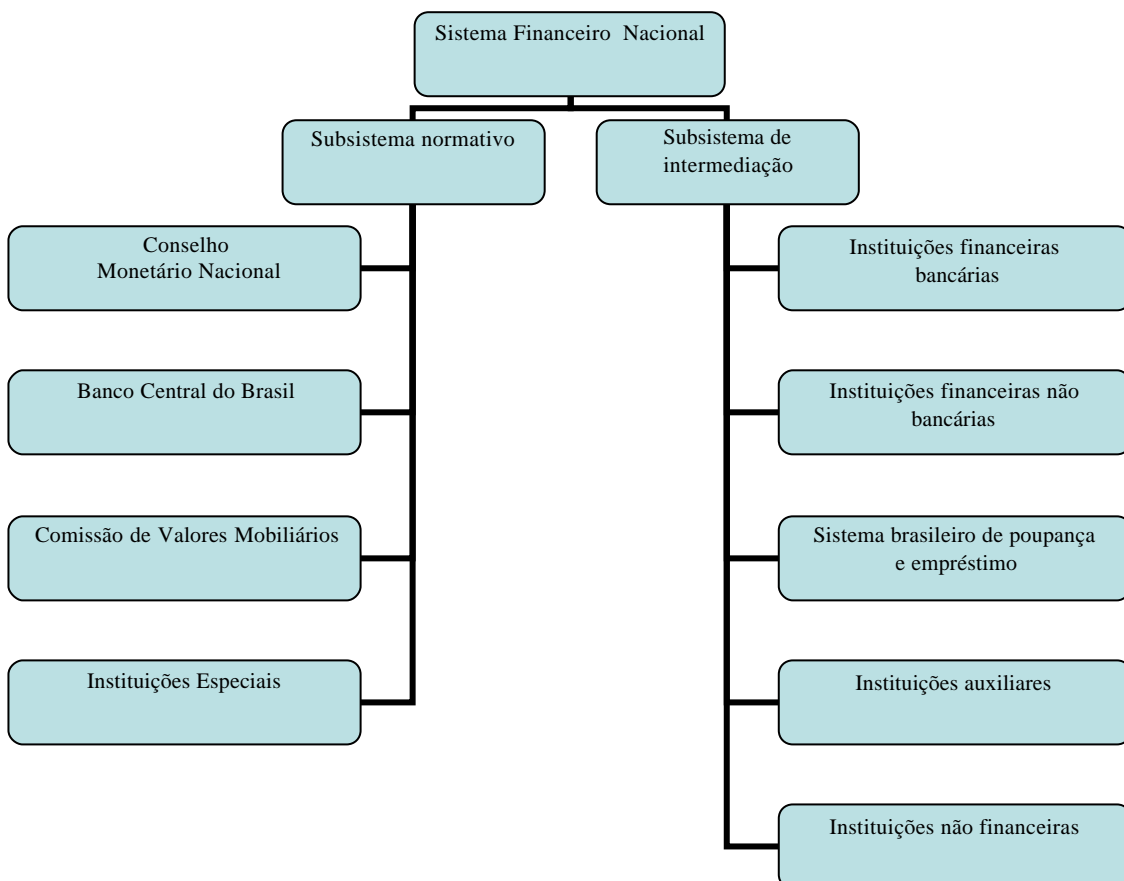 Sistema Financeiro Nacional
Subsistema normativo
Subsistema de
intermediação
Conselho
Monetário Nacional
Banco Central do Brasil
Comissão de Valores Mobiliários
Instituições Especiais
Instituições financeiras
bancárias
Instituições financeiras não
bancárias
Sistema brasileiro de poupança
e empréstimo
Instituições auxiliares
Instituições não financeiras